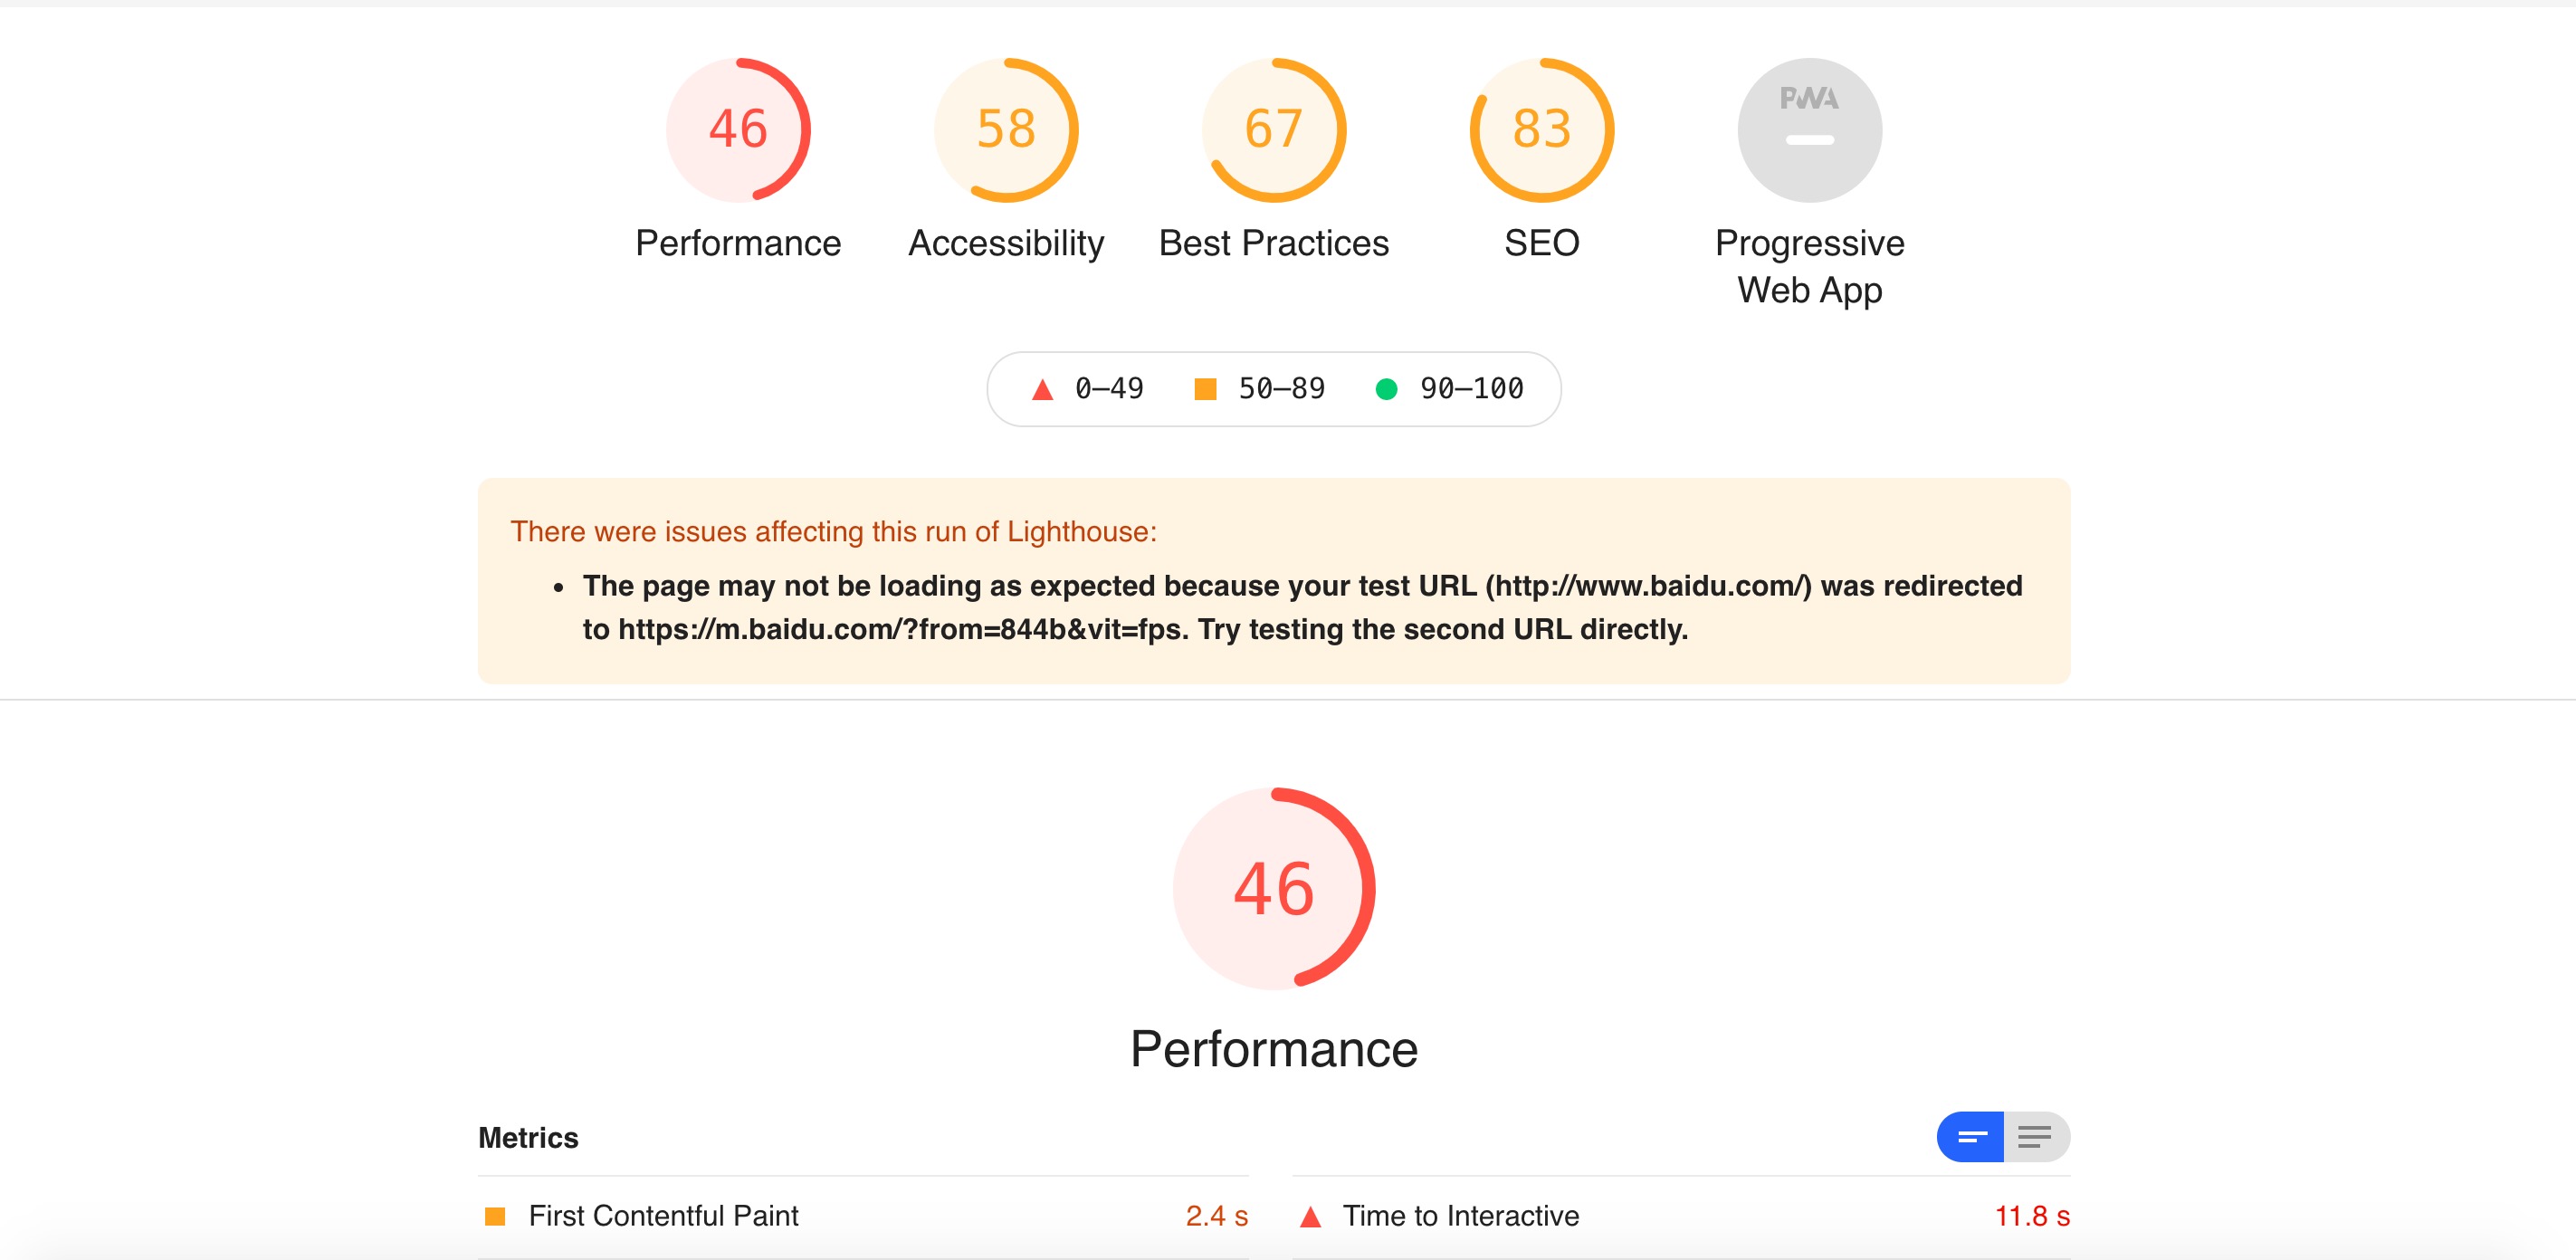 46
58
67
83
PWA
Performance
Accessibility
Best Practices
SEO
Progressive
Web App
0–49
50–89
90–100
There were issues affecting this run of Lighthouse:
• The page may not be loading as expected because your test URL (http://www.baidu.com/) was redirected
to https://m.baidu.com/?from=844b&vit=fps. Try testing the second URL directly.
46
Performance
Metrics
First Contentful Paint 2.4 s
Time to Interactive 11.8 s